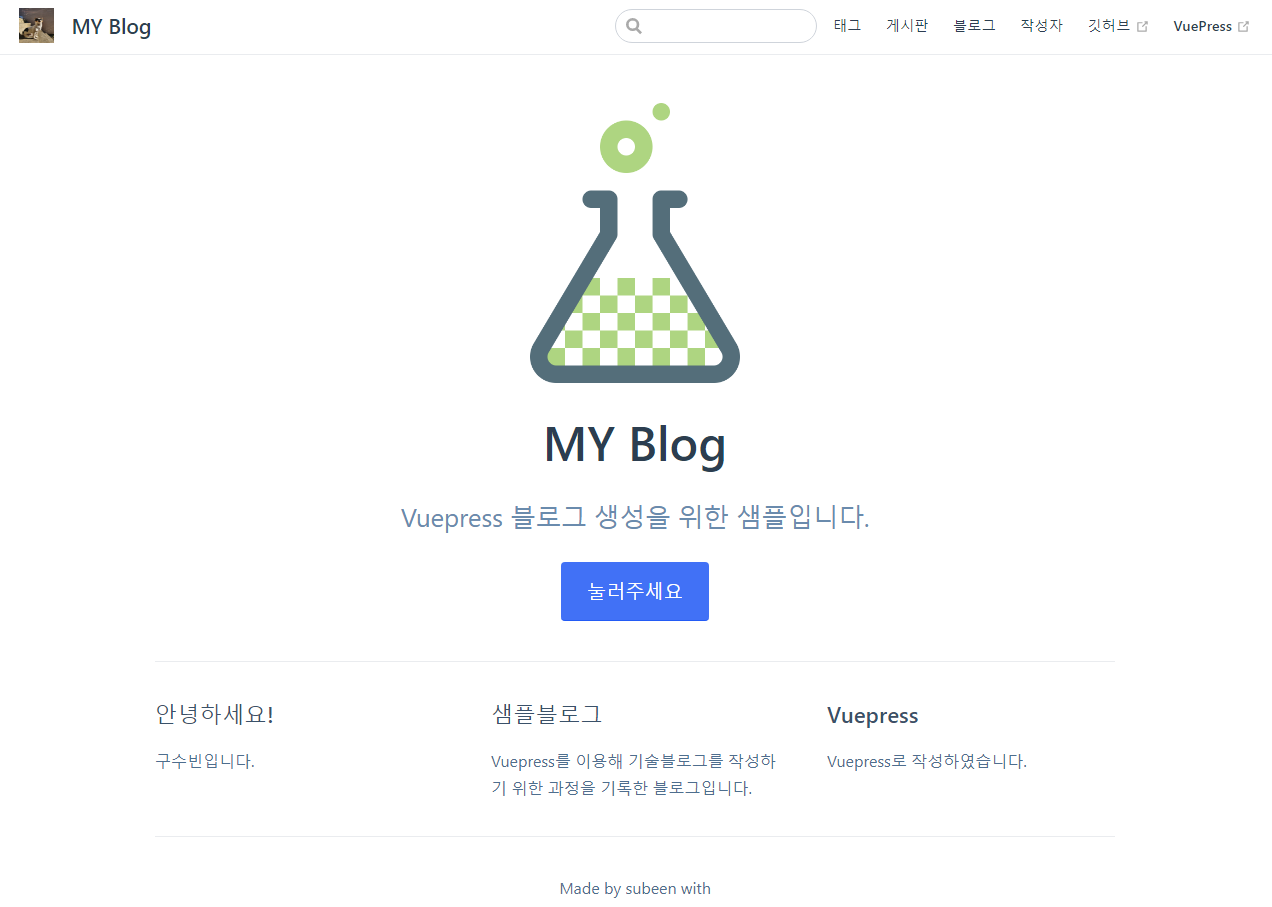 MY Blog
태그 게시판 블로그 작성자 깃허브 VuePress
MY Blog
Vuepress 블로그 생성을 위한 샘플입니다.
눌러주세요
안녕하세요!
구수빈입니다.
샘플블로그
Vuepress를 이용해 기술블로그를 작성하
기 위한 과정을 기록한 블로그입니다.
Vuepress
Vuepress로 작성하였습니다.
Made by subeen with